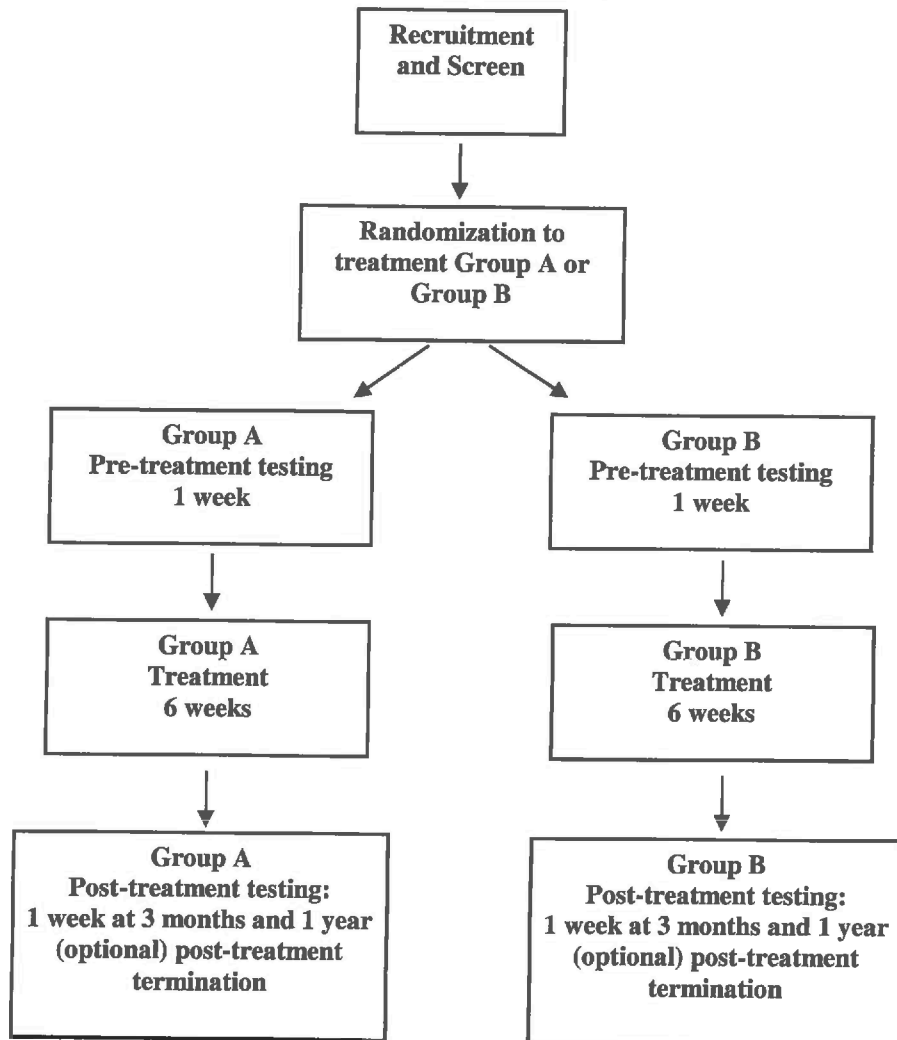 Recruitment
and Screen
Randomization to
treatment Group A or
Group B
Group A
Pre-treatment testing
1 week
Group B
Pre-treatment testing
1 week
Group A
Treatment
6 weeks
Group B
Treatment
6 weeks
Group A
Post-treatment testing:
1 week at 3 months and 1 year
(optional) post-treatment
termination
Group B
Post-treatment testing:
1 week at 3 months and 1 year
(optional) post-treatment
termination